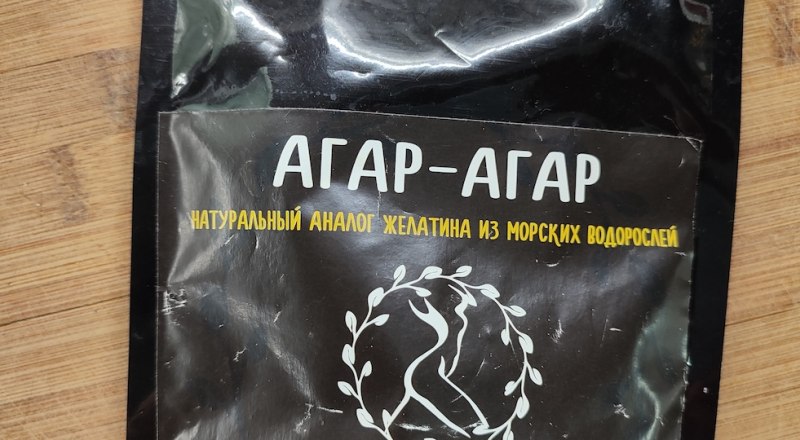 АГАР-АГАР
НАТУРАЛЬНЫЙ АНАЛОГ ЖЕЛАТИНА ИЗ МОРСКИХ ВОДОРОСЛЕЙ